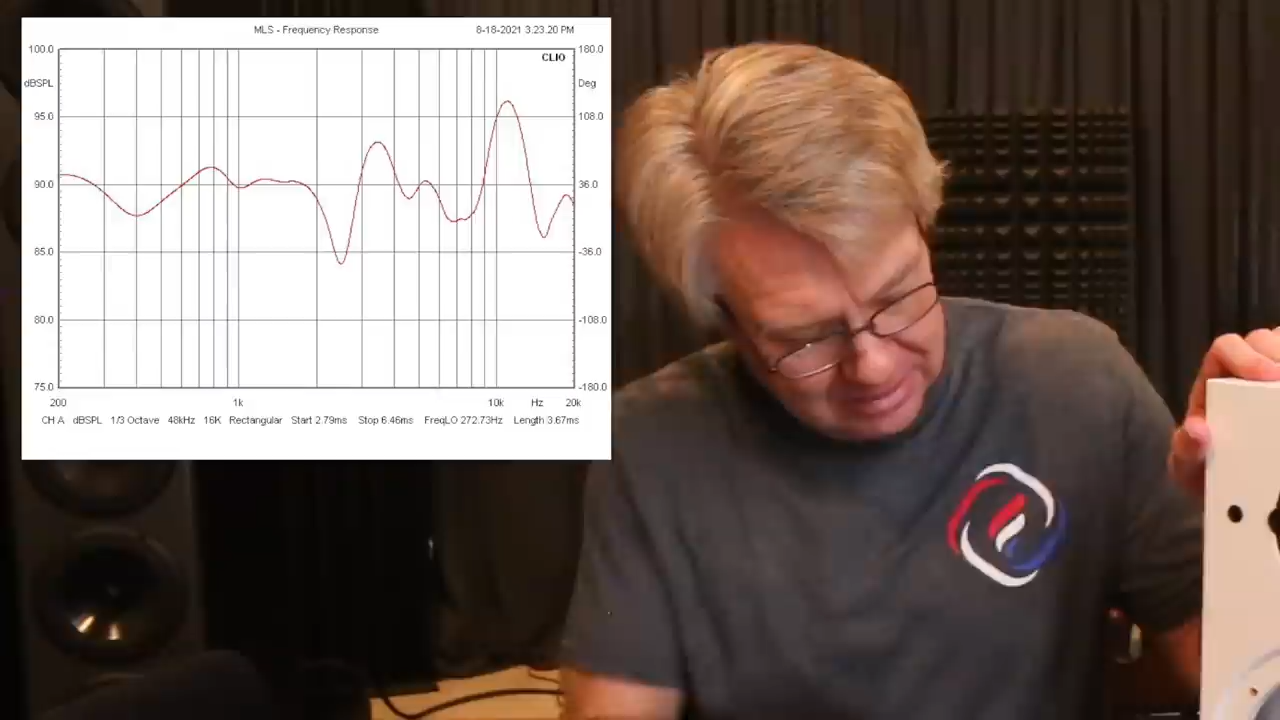 MLS - Frequency Response 8-18-2021 3.23.20 PM
100.0 180.0
CLIO
dBSPL Deg
95.0 108.0
90.0 36.0
85.0 -36.0
80.0 -108.0
75.0 -180.0
200 1k 10k Hz 20k
CH A dBSPL 1/3 Octave 48kHz 16K Rectangular Start 2.79ms Stop 6.46ms FreqLO 272.73Hz Length 3.67ms